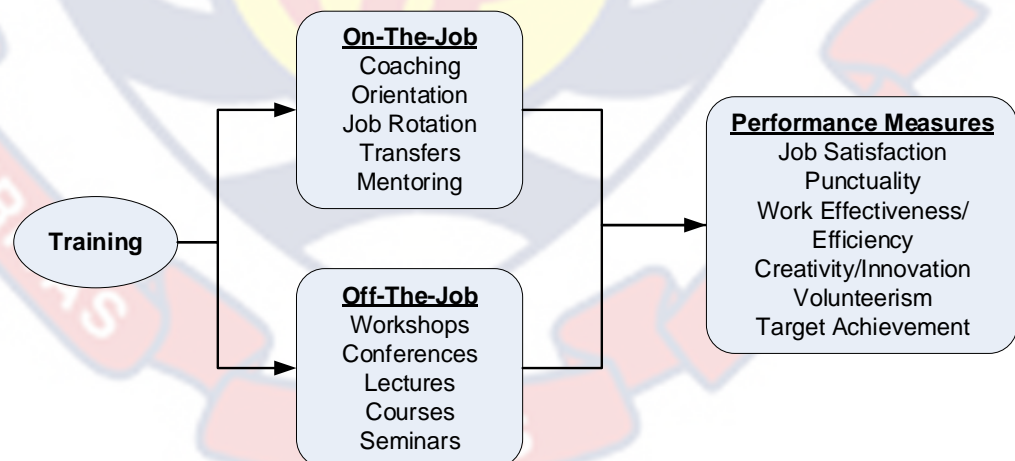 Training
On-The-Job
Coaching
Orientation
Job Rotation
Transfers
Mentoring
Off-The-Job
Workshops
Conferences
Lectures
Courses
Seminars
Performance Measures
Job Satisfaction
Punctuality
Work Effectiveness/
Efficiency
Creativity/Innovation
Volunteerism
Target Achievement